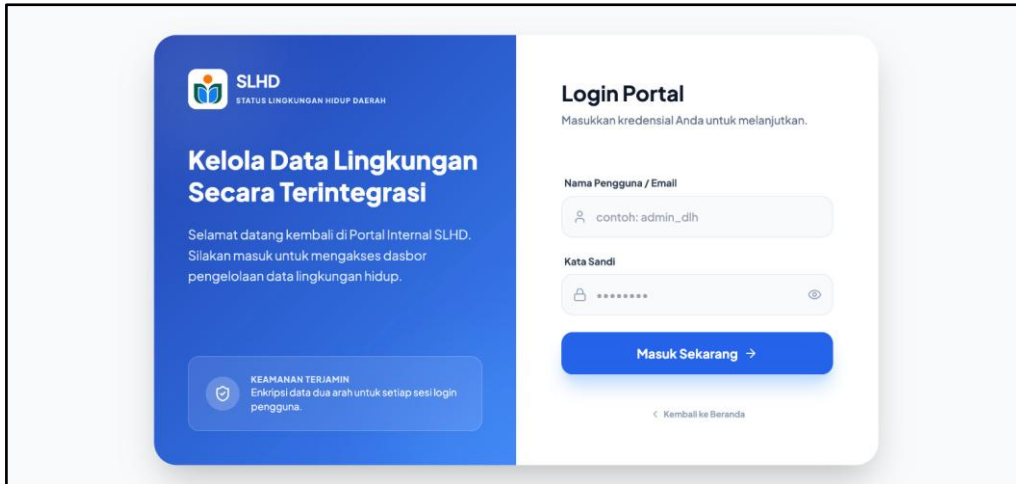 SLHD
STATUS LINGKUNGAN HIDUP DAERAH
Kelola Data Lingkungan
Secara Terintegrasi
Selamat datang kembali di Portal Internal SLHD.
Silakan masuk untuk mengakses dasbor
pengelolaan data lingkungan hidup.
KEAMANAN TERJAMIN
Enkripsi data dua arah untuk setiap sesi login
pengguna.
Login Portal
Masukkan kredensial Anda untuk melanjutkan.
Nama Pengguna / Email
contoh: admin_dlh
Kata Sandi
Masuk Sekarang →
< Kembali ke Beranda